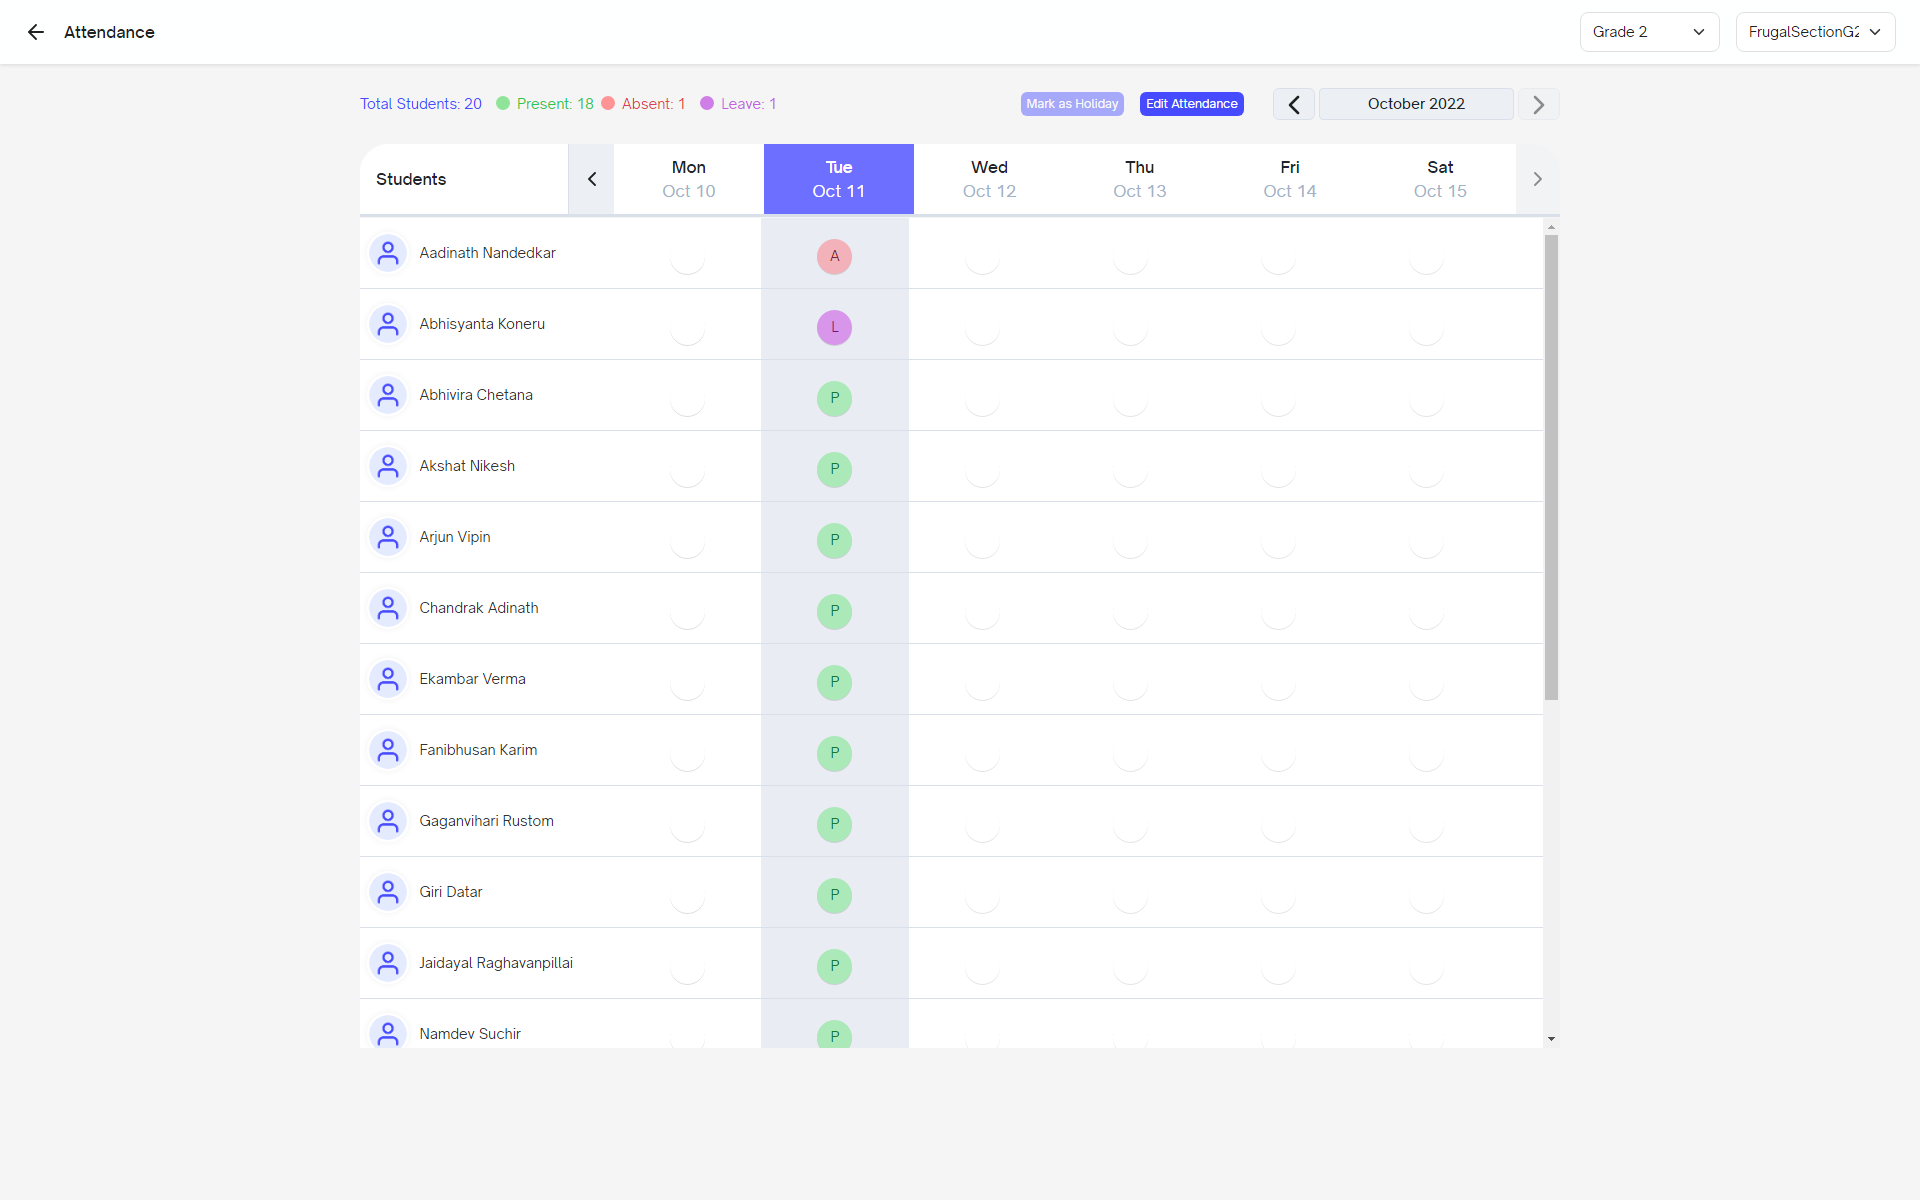 Attendance
Grade 2
FrugalSectionG2
Total Students: 20
Present: 18
Absent: 1
Leave: 1
Mark as Holiday
Edit Attendance
October 2022
Students
Mon
Oct 10
Tue
Oct 11
Wed
Oct 12
Thu
Oct 13
Fri
Oct 14
Sat
Oct 15
Aadinath Nandedkar
A
Abhisyanta Koneru
L
Abhivira Chetana
P
Akshat Nikesh
P
Arjun Vipin
P
Chandrak Adinath
P
Ekambar Verma
P
Fanibhusan Karim
P
Gaganvihari Rustom
P
Giri Datar
P
Jaidayal Raghavanpillai
P
Namdev Suchir
P